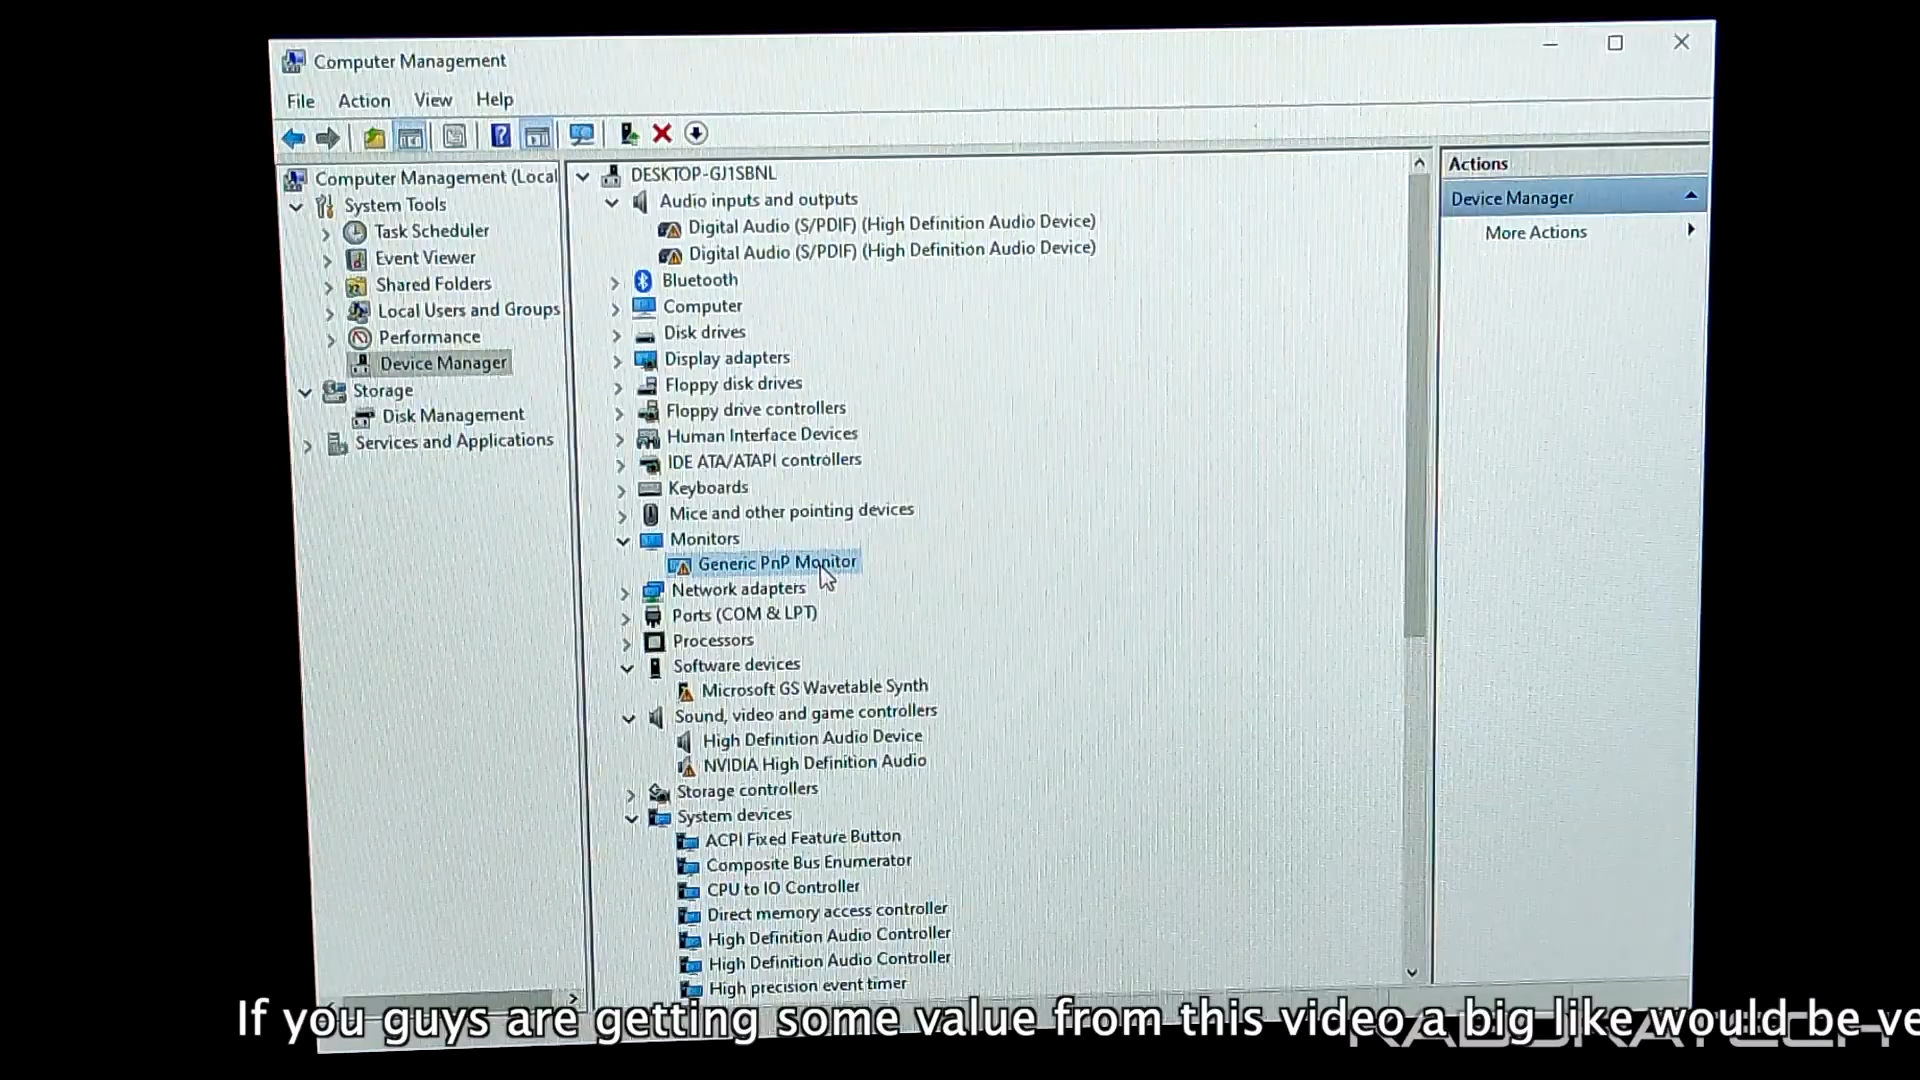 Computer Management
File Action View Help
Computer Management (Local
System Tools
Task Scheduler
Event Viewer
Shared Folders
Local Users and Groups
Performance
Device Manager
Storage
Disk Management
Services and Applications
DESKTOP-GJ1SBNL
Audio inputs and outputs
Digital Audio (S/PDIF) (High Definition Audio Device)
Digital Audio (S/PDIF) (High Definition Audio Device)
Bluetooth
Computer
Disk drives
Display adapters
Floppy disk drives
Floppy drive controllers
Human Interface Devices
IDE ATA/ATAPI controllers
Keyboards
Mice and other pointing devices
Monitors
Generic PnP Monitor
Network adapters
Ports (COM & LPT)
Processors
Software devices
Microsoft GS Wavetable Synth
Sound, video and game controllers
High Definition Audio Device
NVIDIA High Definition Audio
Storage controllers
System devices
ACPI Fixed Feature Button
Composite Bus Enumerator
CPU to IO Controller
Direct memory access controller
High Definition Audio Controller
High Definition Audio Controller
High precision event timer
Actions
Device Manager
More Actions
If you guys are getting some value from this video a big like would be ve